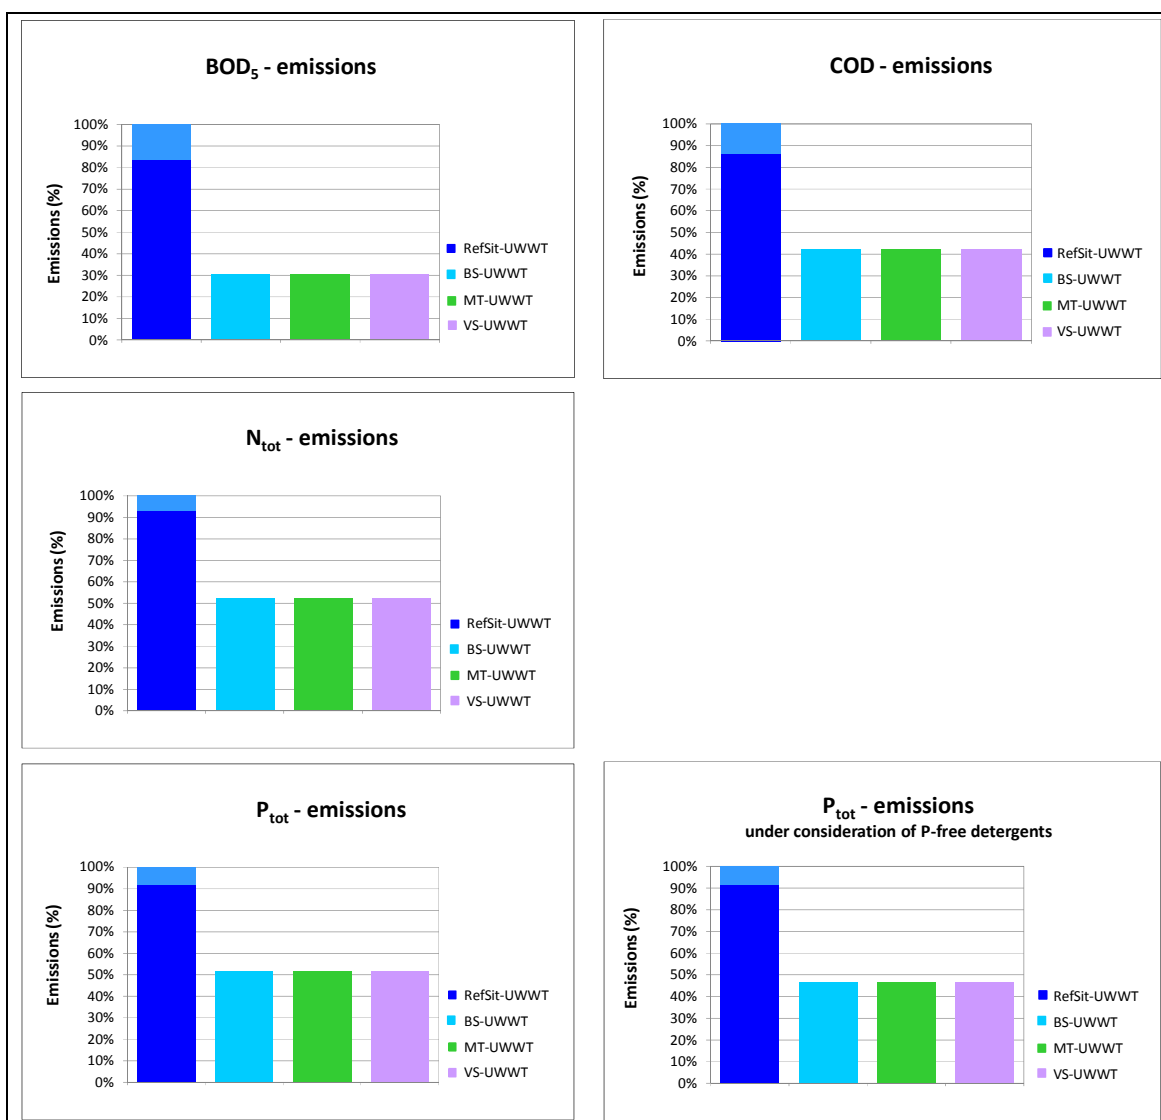 BOD5 - emissions
Emissions (%)
100%
90%
80%
70%
60%
50%
40%
30%
20%
10%
0%
RefSit-UWWT
BS-UWWT
MT-UWWT
VS-UWWT
COD - emissions
Emissions (%)
100%
90%
80%
70%
60%
50%
40%
30%
20%
10%
0%
RefSit-UWWT
BS-UWWT
MT-UWWT
VS-UWWT
Ntot - emissions
Emissions (%)
100%
90%
80%
70%
60%
50%
40%
30%
20%
10%
0%
RefSit-UWWT
BS-UWWT
MT-UWWT
VS-UWWT
Ptot - emissions
Emissions (%)
100%
90%
80%
70%
60%
50%
40%
30%
20%
10%
0%
RefSit-UWWT
BS-UWWT
MT-UWWT
VS-UWWT
Ptot - emissions
under consideration of P-free detergents
Emissions (%)
100%
90%
80%
70%
60%
50%
40%
30%
20%
10%
0%
RefSit-UWWT
BS-UWWT
MT-UWWT
VS-UWWT